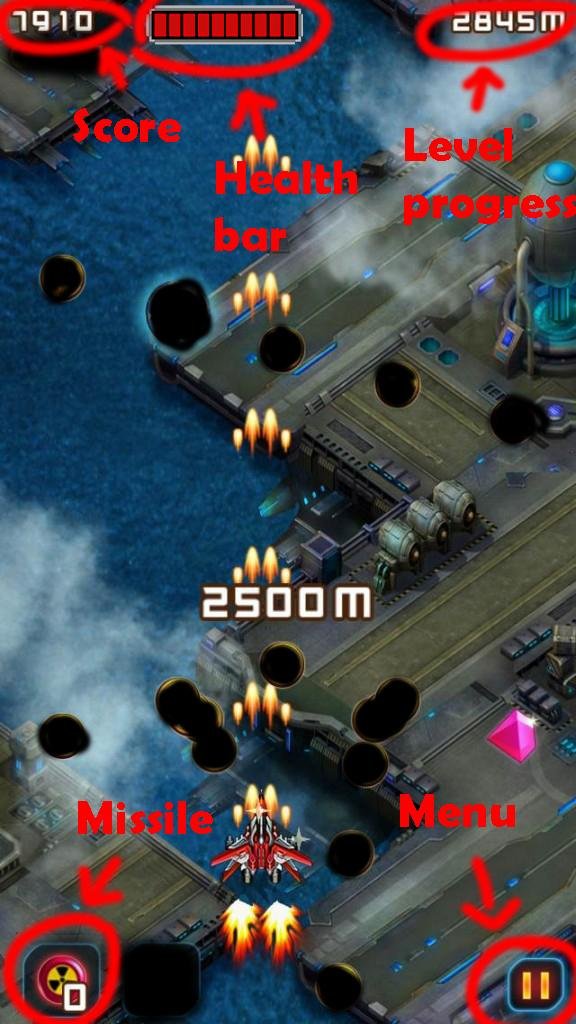 7910
2845M
Score
Level
progress
Health
bar
2500M
Missile
Menu
0